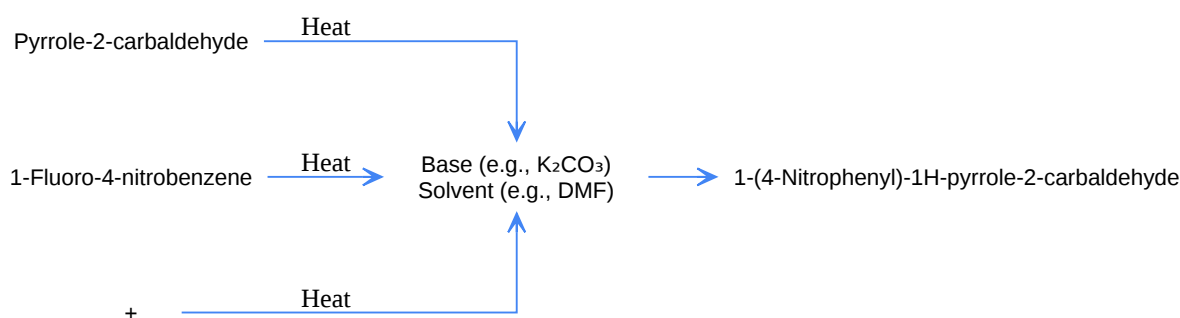 Heat
Pyrrole-2-carbaldehyde
Heat
1-Fluoro-4-nitrobenzene
Base (e.g., K₂CO₃)
Solvent (e.g., DMF)
1-(4-Nitrophenyl)-1H-pyrrole-2-carbaldehyde
Heat
+